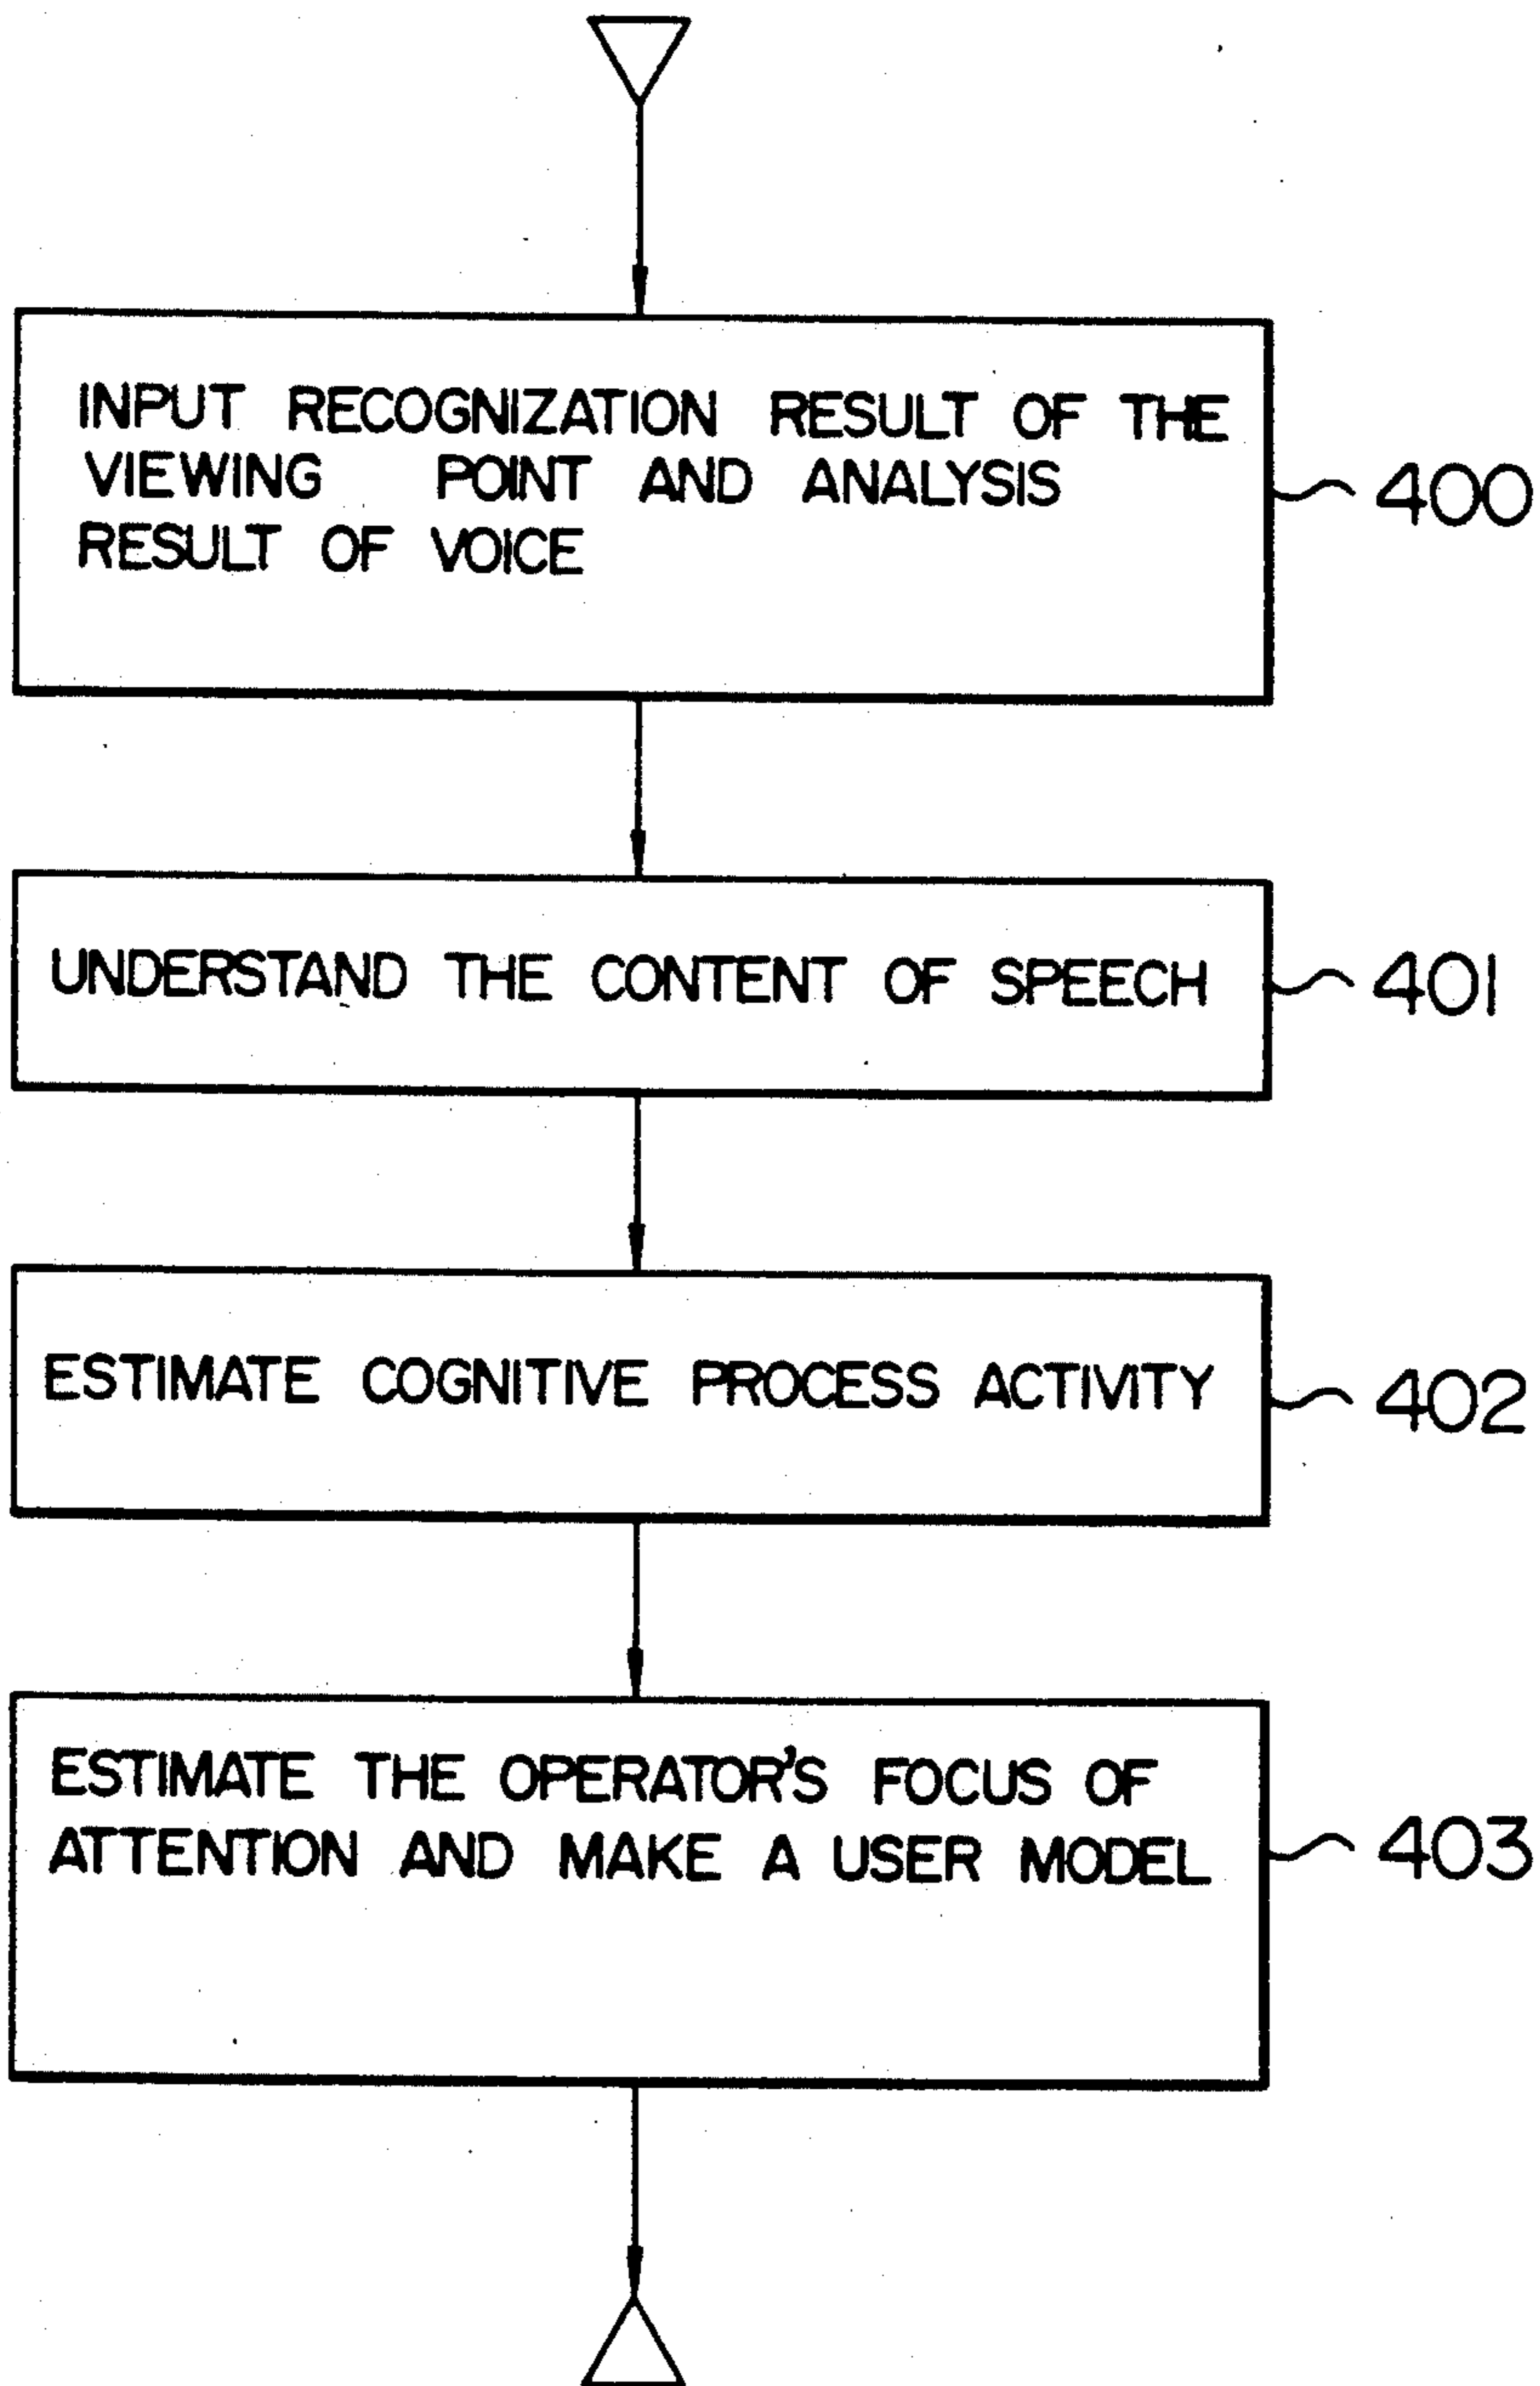 INPUT RECOGNIZATION RESULT OF THE
VIEWING POINT AND ANALYSIS
RESULT OF VOICE
400
UNDERSTAND THE CONTENT OF SPEECH
401
ESTIMATE COGNITIVE PROCESS ACTIVITY
402
ESTIMATE THE OPERATOR'S FOCUS OF
ATTENTION AND MAKE A USER MODEL
403